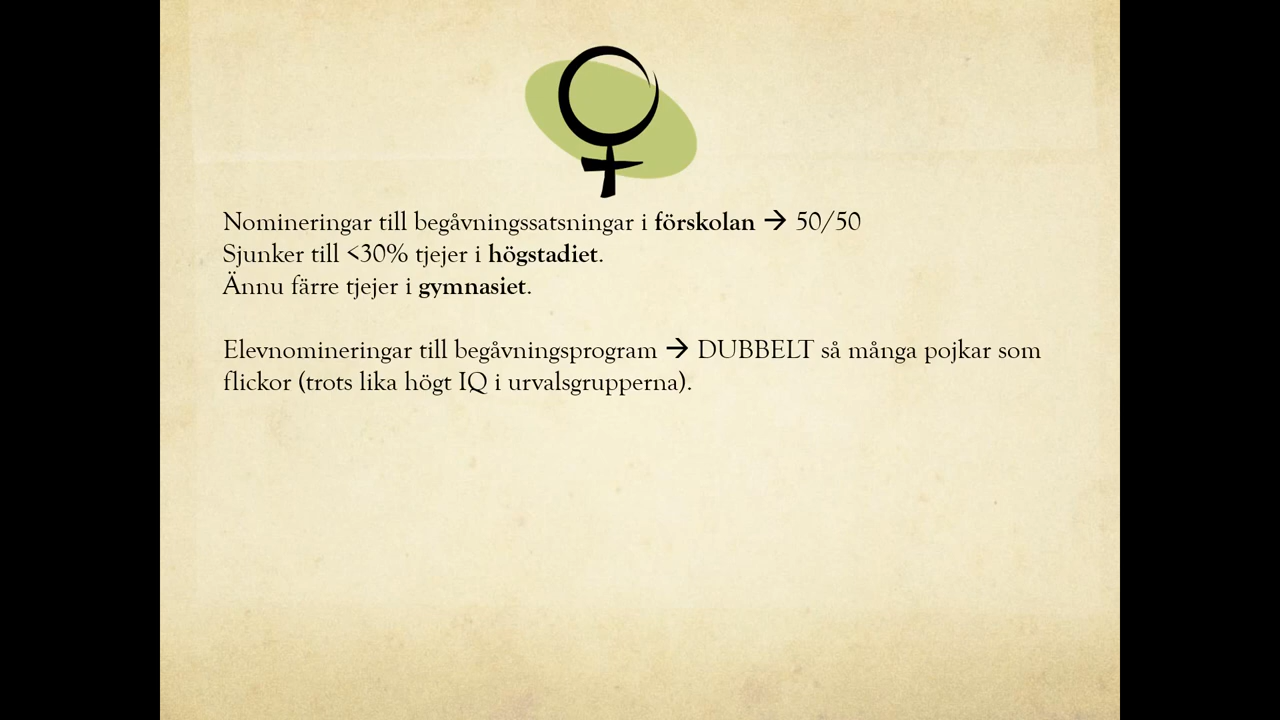 Nomineringar till begåvningssatsningar i förskolan → 50/50
Sjunker till <30% tjejer i högstadiet.
Ännu färre tjejer i gymnasiet.
Elevnomineringar till begåvningsprogram → DUBBELT så många pojkar som
flickor (trots lika högt IQ i urvalsgrupperna).